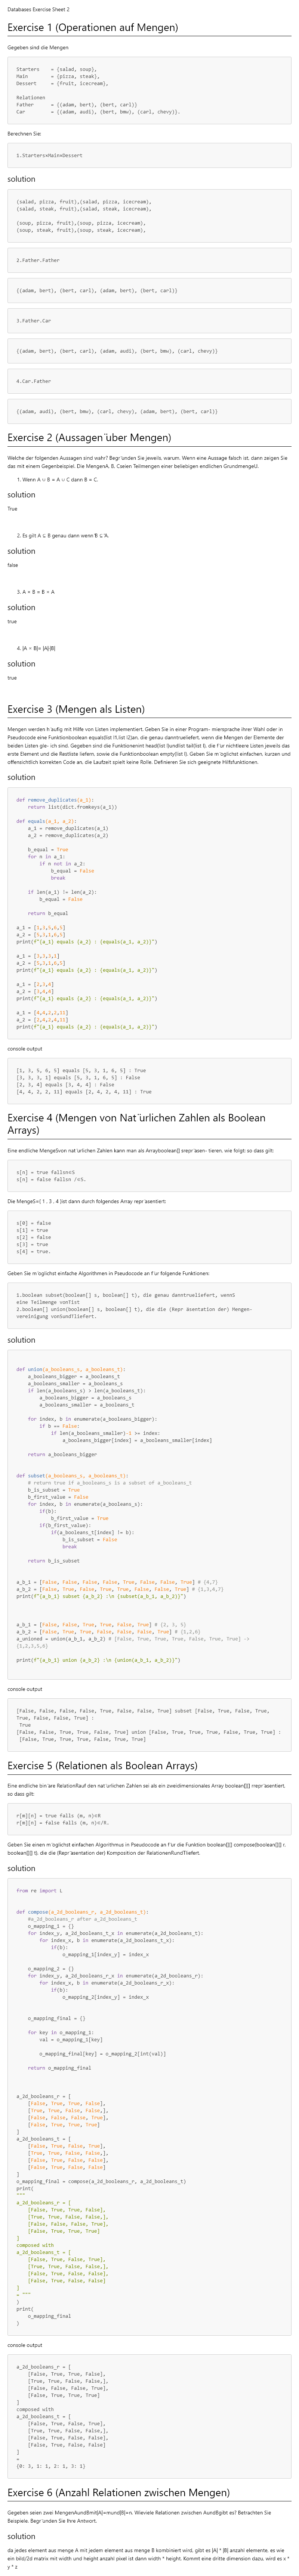 Databases Exercise Sheet 2
Exercise 1 (Operationen auf Mengen)
Gegeben sind die Mengen
Starters = {salad, soup},
Main = {pizza, steak},
Dessert = {fruit, icecream},
Relationen
Father = {(adam, bert), (bert, carl)}
Car = {(adam, audi), (bert, bmw), (carl, chevy)}.
Berechnen Sie:
1.Starters×Main×Dessert
solution
(salad, pizza, fruit),(salad, pizza, icecream),
(salad, steak, fruit),(salad, steak, icecream),
(soup, pizza, fruit),(soup, pizza, icecream),
(soup, steak, fruit),(soup, steak, icecream),
2.Father.Father
{(adam, bert), (bert, carl), (adam, bert), (bert, carl)}
3.Father.Car
{(adam, bert), (bert, carl), (adam, audi), (bert, bmw), (carl, chevy)}
4.Car.Father
{(adam, audi), (bert, bmw), (carl, chevy), (adam, bert), (bert, carl)}
Exercise 2 (Aussagen ̈uber Mengen)
Welche der folgenden Aussagen sind wahr? Begr ̈unden Sie jeweils, warum. Wenn eine Aussage falsch ist, dann zeigen Sie
das mit einem Gegenbeispiel. Die MengenA, B, Cseien Teilmengen einer beliebigen endlichen GrundmengeU.
1. Wenn A ∪ B = A ∪ C dann B = C.
solution
True
2. Es gilt A ⊆ B genau dann wenn
solution
false
3. A × B = B × A
solution
true
4. |A × B|= |A|·|B|
solution
true
Exercise 3 (Mengen als Listen)
Mengen werden h ̈aufig mit Hilfe von Listen implementiert. Geben Sie in einer Program- miersprache ihrer Wahl oder in
Pseudocode eine Funktionboolean equals(list l1,list l2)an, die genau danntrueliefert, wenn die Mengen der Elemente der
beiden Listen gle- ich sind. Gegeben sind die Funktionenint head(list l)undlist tail(list l), die f ̈ur nichtleere Listen jeweils das
erste Element und die Restliste liefern, sowie die Funktionboolean empty(list l). Geben Sie m ̈oglichst einfachen, kurzen und
offensichtlich korrekten Code an, die Laufzeit spielt keine Rolle. Definieren Sie sich geeignete Hilfsfunktionen.
solution
def remove_duplicates(a_1):
return list(dict.fromkeys(a_1))
def equals(a_1, a_2):
a_1 = remove_duplicates(a_1)
a_2 = remove_duplicates(a_2)
b_equal = True
for n in a_1:
if n not in a_2:
b_equal = False
break
if len(a_1) != len(a_2):
b_equal = False
return b_equal
a_1 = [1,3,5,6,5]
a_2 = [5,3,1,6,5]
print(f"{a_1} equals {a_2} : {equals(a_1, a_2)}")
a_1 = [3,3,3,1]
a_2 = [5,3,1,6,5]
print(f"{a_1} equals {a_2} : {equals(a_1, a_2)}")
a_1 = [2,3,4]
a_2 = [3,4,4]
print(f"{a_1} equals {a_2} : {equals(a_1, a_2)}")
a_1 = [4,4,2,2,11]
a_2 = [2,4,2,4,11]
print(f"{a_1} equals {a_2} : {equals(a_1, a_2)}")
console output
[1, 3, 5, 6, 5] equals [5, 3, 1, 6, 5] : True
[3, 3, 3, 1] equals [5, 3, 1, 6, 5] : False
[2, 3, 4] equals [3, 4, 4] : False
[4, 4, 2, 2, 11] equals [2, 4, 2, 4, 11] : True
Exercise 4 (Mengen von Nat ̈urlichen Zahlen als Boolean
Arrays)
Eine endliche MengeSvon nat ̈urlichen Zahlen kann man als Arrayboolean[] srepr ̈asen- tieren, wie folgt: so dass gilt:
s[n] = true fallsn∈S
s[n] = false fallsn /∈S.
Die MengeS={ 1 , 3 , 4 }ist dann durch folgendes Array repr ̈asentiert:
s[0] = false
s[1] = true
s[2] = false
s[3] = true
s[4] = true.
Geben Sie m ̈oglichst einfache Algorithmen in Pseudocode an f ̈ur folgende Funktionen:
1.boolean subset(boolean[] s, boolean[] t), die genau danntrueliefert, wennS
eine Teilmenge vonTist
2.boolean[] union(boolean[] s, boolean[] t), die die (Repr ̈asentation der) Mengen-
vereinigung vonSundTliefert.
solution
def union(a_booleans_s, a_booleans_t):
a_booleans_bigger = a_booleans_t
a_booleans_smaller = a_booleans_s
if len(a_booleans_s) > len(a_booleans_t):
a_booleans_bigger = a_booleans_s
a_booleans_smaller = a_booleans_t
for index, b in enumerate(a_booleans_bigger):
if b == False:
if len(a_booleans_smaller)-1 >= index:
a_booleans_bigger[index] = a_booleans_smaller[index]
return a_booleans_bigger
def subset(a_booleans_s, a_booleans_t):
# return true if a_booleans_s is a subset of a_booleans_t
b_is_subset = True
b_first_value = False
for index, b in enumerate(a_booleans_s):
if(b):
b_first_value = True
if(b_first_value):
if(a_booleans_t[index] != b):
b_is_subset = False
break
return b_is_subset
a_b_1 = [False, False, False, False, True, False, False, True] # {4,7}
a_b_2 = [False, True, False, True, True, False, False, True] # {1,3,4,7}
print(f"{a_b_1} subset {a_b_2} :\n {subset(a_b_1, a_b_2)}")
a_b_1 = [False, True, False, True, False, True] # {1, 3, 5}
a_b_2 = [False, True, True, False, False, False, True] # {1,2,6}
a_unioned = union(a_b_1, a_b_2) # [False, True, True, True, False, True, True] ->
{1,2,3,5,6}
print(f"{a_b_1} union {a_b_2} :\n {union(a_b_1, a_b_2)}")
console output
[False, False, False, False, True, False, False, True] subset [False, True, False, True,
True, False, False, True] :
True
[False, True, False, True, False, True] union [False, True, True, True, False, True, True] :
[False, True, True, True, False, True, True]
Exercise 5 (Relationen als Boolean Arrays)
Eine endliche bin ̈are RelationRauf den nat ̈urlichen Zahlen sei als ein zweidimensionales Array boolean[][] rrepr ̈asentiert,
so dass gilt:
r[m][n] = true falls (m, n)∈R
r[m][n] = false falls (m, n)∈/R.
Geben Sie einen m ̈oglichst einfachen Algorithmus in Pseudocode an f ̈ur die Funktion boolean[][] compose(boolean[][] r,
boolean[][] t), die die (Repr ̈asentation der) Komposition der RelationenRundTliefert.
solution
from re import L
def compose(a_2d_booleans_r, a_2d_booleans_t):
#a_2d_booleans_r after a_2d_booleans_t
o_mapping_1 = {}
for index_y, a_2d_booleans_t_x in enumerate(a_2d_booleans_t):
for index_x, b in enumerate(a_2d_booleans_t_x):
if(b):
o_mapping_1[index_y] = index_x
o_mapping_2 = {}
for index_y, a_2d_booleans_r_x in enumerate(a_2d_booleans_r):
for index_x, b in enumerate(a_2d_booleans_r_x):
if(b):
o_mapping_2[index_y] = index_x
o_mapping_final = {}
for key in o_mapping_1:
val = o_mapping_1[key]
o_mapping_final[key] = o_mapping_2[int(val)]
return o_mapping_final
a_2d_booleans_r = [
[False, True, True, False],
[True, True, False, False,],
[False, False, False, True],
[False, True, True, True]
]
a_2d_booleans_t = [
[False, True, False, True],
[True, True, False, False,],
[False, True, False, False],
[False, True, False, False]
]
o_mapping_final = compose(a_2d_booleans_r, a_2d_booleans_t)
print(
"""
a_2d_booleans_r = [
[False, True, True, False],
[True, True, False, False,],
[False, False, False, True],
[False, True, True, True]
]
composed with
a_2d_booleans_t = [
[False, True, False, True],
[True, True, False, False,],
[False, True, False, False],
[False, True, False, False]
]
= """
)
print(
o_mapping_final
)
console output
a_2d_booleans_r = [
[False, True, True, False],
[True, True, False, False,],
[False, False, False, True],
[False, True, True, True]
]
composed with
a_2d_booleans_t = [
[False, True, False, True],
[True, True, False, False,],
[False, True, False, False],
[False, True, False, False]
]
=
{0: 3, 1: 1, 2: 1, 3: 1}
Exercise 6 (Anzahl Relationen zwischen Mengen)
Gegeben seien zwei MengenAundBmit|A|=mund|B|=n. Wieviele Relationen zwischen AundBgibt es? Betrachten Sie
Beispiele. Begr ̈unden Sie Ihre Antwort.
solution
da jedes element aus menge A mit jedem element aus menge B kombiniert wird, gibt es |A| * |B| anzahl elemente, es wie
ein bild/2d matrix mit width und height anzahl pixel ist dann width * height. Kommt eine dritte dimension dazu, wird es x *
y * z